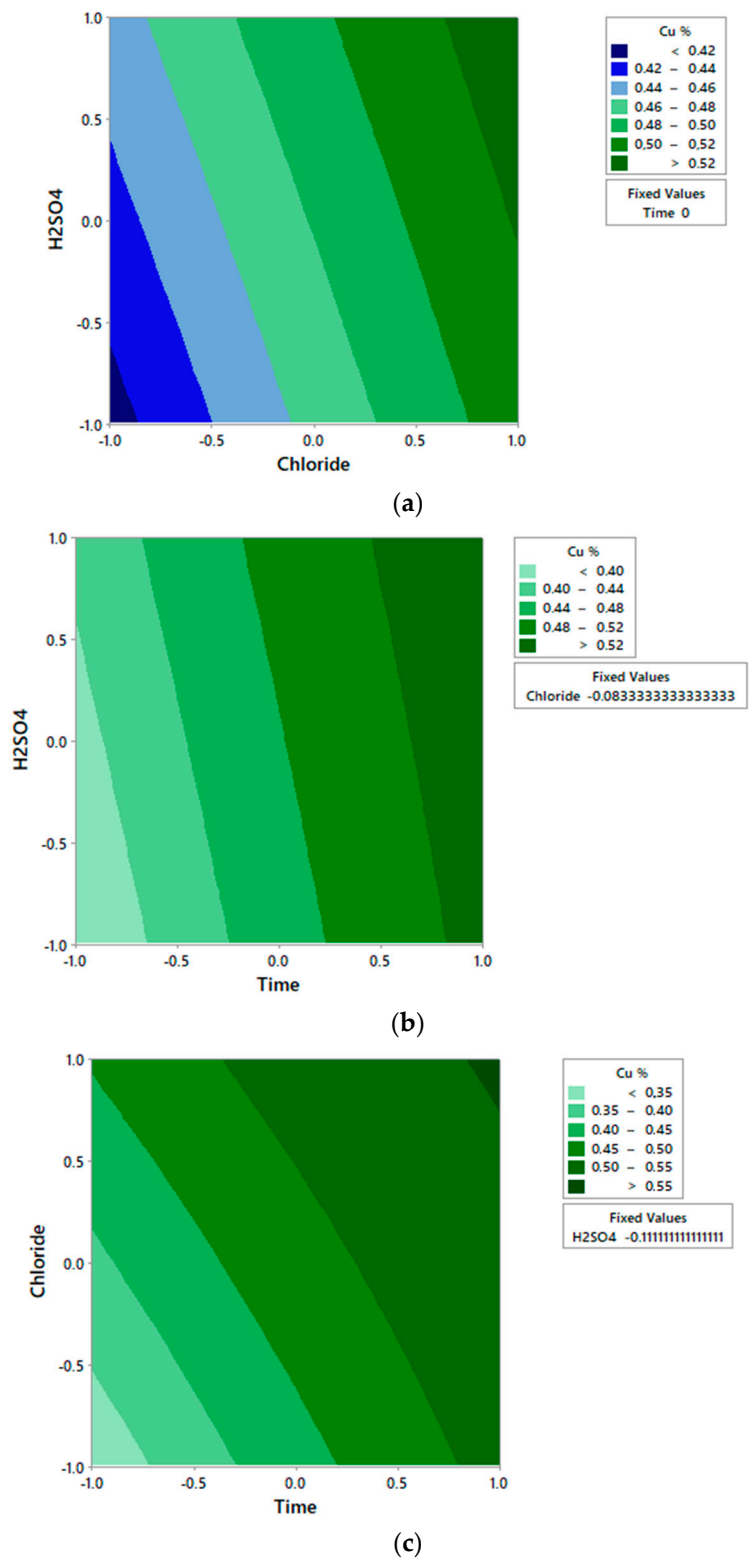 1.0
0.5
0.0
-0.5
-1.0
H2SO4
-1.0 -0.5 0.0 0.5 1.0
Chloride
Cu %
< 0.42
0.42 – 0.44
0.44 – 0.46
0.46 – 0.48
0.48 – 0.50
0,50 – 0,52
> 0.52
Fixed Values
Time 0
(a)
1.0
0.5
0.0
-0.5
-1.0
H2SO4
-1.0 -0.5 0.0 0.5 1.0
Time
Cu %
< 0.40
0.40 – 0.44
0.44 – 0.48
0.48 – 0.52
> 0.52
Fixed Values
Chloride -0.0833333333333333
(b)
1.0
0.5
0.0
-0.5
-1.0
Chloride
-1.0 -0.5 0.0 0.5 1.0
Time
Cu %
< 0,35
0.35 – 0.40
0.40 – 0.45
0.45 – 0.50
0.50 – 0.55
> 0.55
Fixed Values
H2SO4 -0.111111111111111
(c)